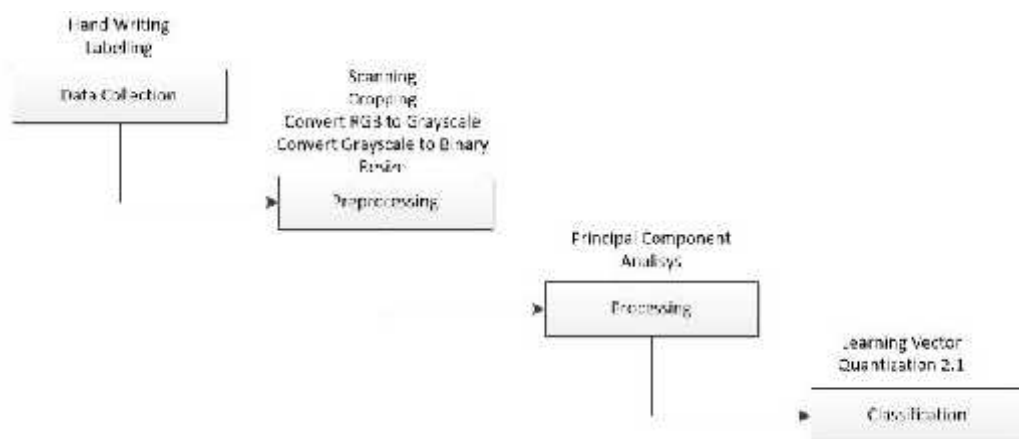 Hand Writing
Labelling
Data Collection
Scanning
Cropping
Convert RGB to Grayscale
Convert Grayscale to Binary
Resize
Preprocessing
Principal Component
Analisys
Processing
Learning Vector
Quantization 2.1
Classification